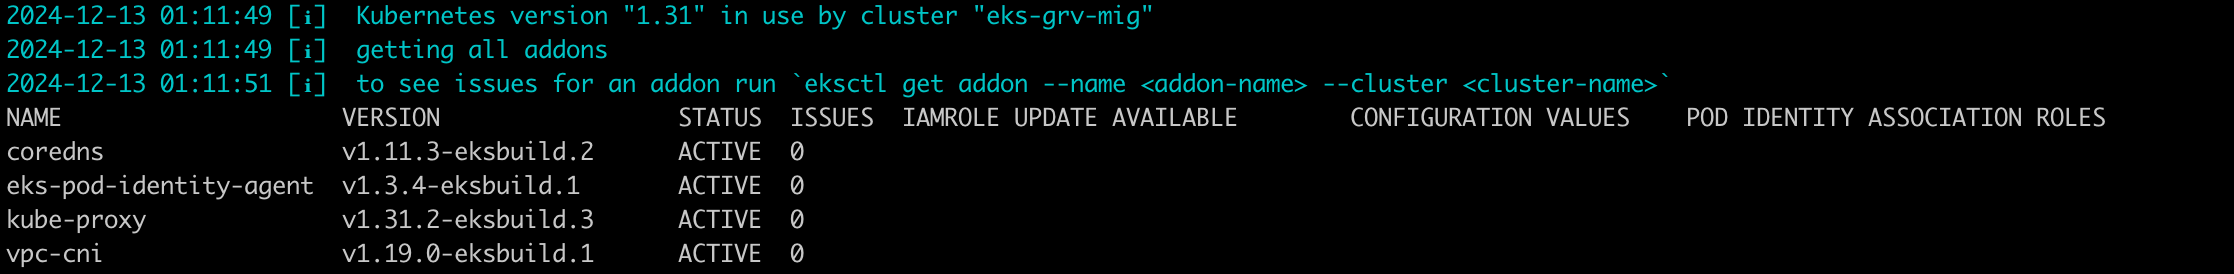 2024-12-13 01:11:49 [ℹ]  Kubernetes version "1.31" in use by cluster "eks-grv-mig"
2024-12-13 01:11:49 [ℹ]  getting all addons
2024-12-13 01:11:51 [ℹ]  to see issues for an addon run `eksctl get addon --name <addon-name> --cluster <cluster-name>`
NAME                    VERSION                 STATUS  ISSUES  IAMROLE UPDATE AVAILABLE        CONFIGURATION VALUES    POD IDENTITY ASSOCIATION ROLES
coredns                 v1.11.3-eksbuild.2      ACTIVE  0
eks-pod-identity-agent  v1.3.4-eksbuild.1       ACTIVE  0
kube-proxy              v1.31.2-eksbuild.3      ACTIVE  0
vpc-cni                 v1.19.0-eksbuild.1      ACTIVE  0